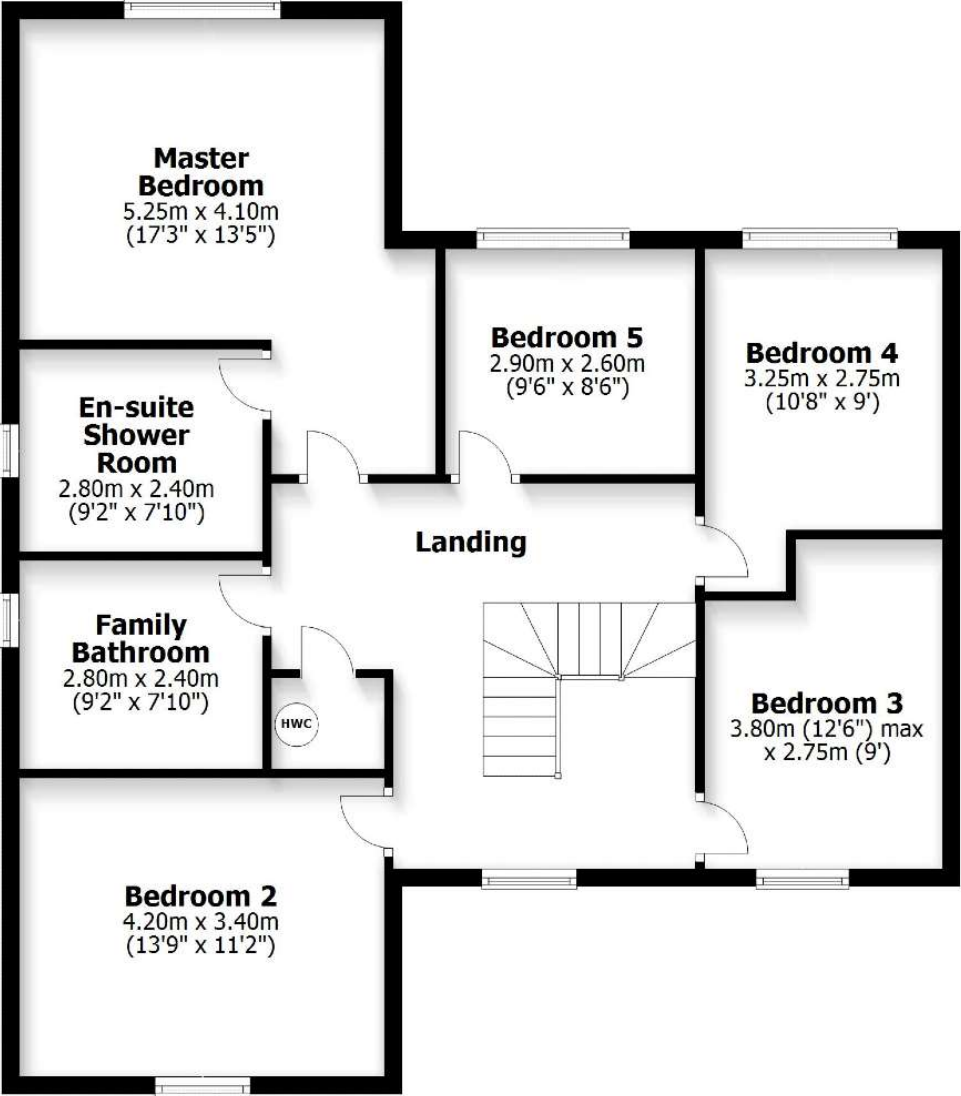 Master
Bedroom
5.25m x 4.10m
(17'3" x 13'5")
Bedroom 5
2.90m x 2.60m
(9'6" x 8'6")
Bedroom 4
3.25m x 2.75m
(10'8" x 9')
En-suite
Shower
Room
2.80m x 2.40m
(9'2" x 7'10")
Landing
Family
Bathroom
2.80m x 2.40m
(9'2" x 7'10")
HWC
Bedroom 3
3.80m (12'6") max
x 2.75m (9')
Bedroom 2
4.20m x 3.40m
(13'9" x 11'2")